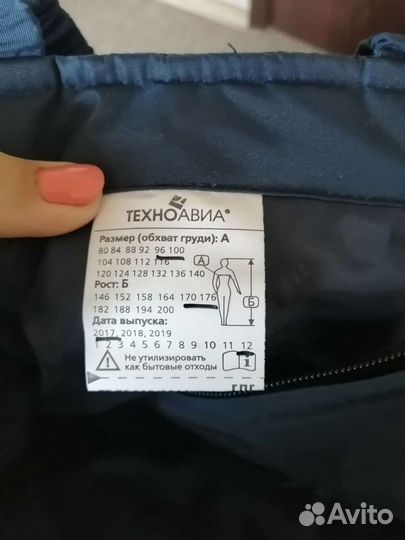 ТЕХНОАВИА®
Размер (обхват груди): А
80 84 88 92 96 100
104 108 112 116
120 124 128 132 136 140
А
Рост: Б
146 152 158 164 170 176
182 188 194 200
Б
Дата выпуска:
2017, 2018, 2019
1 2 3 4 5 6 7 8 9 10 11 12
Не утилизировать
как бытовые отходы
i
Avito